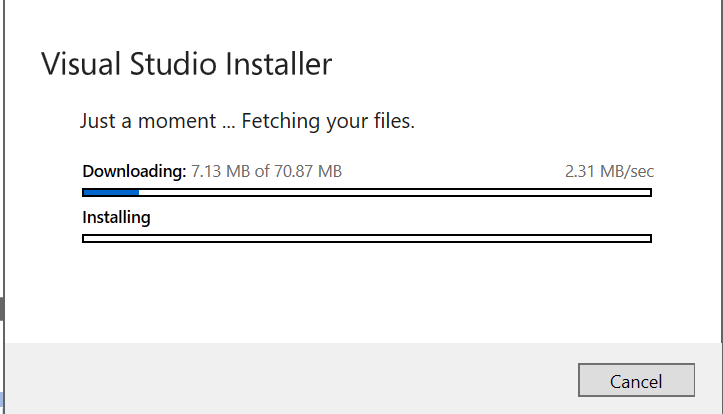 Visual Studio Installer
Just a moment ... Fetching your files.
Downloading: 7.13 MB of 70.87 MB 2.31 MB/sec
Installing
Cancel